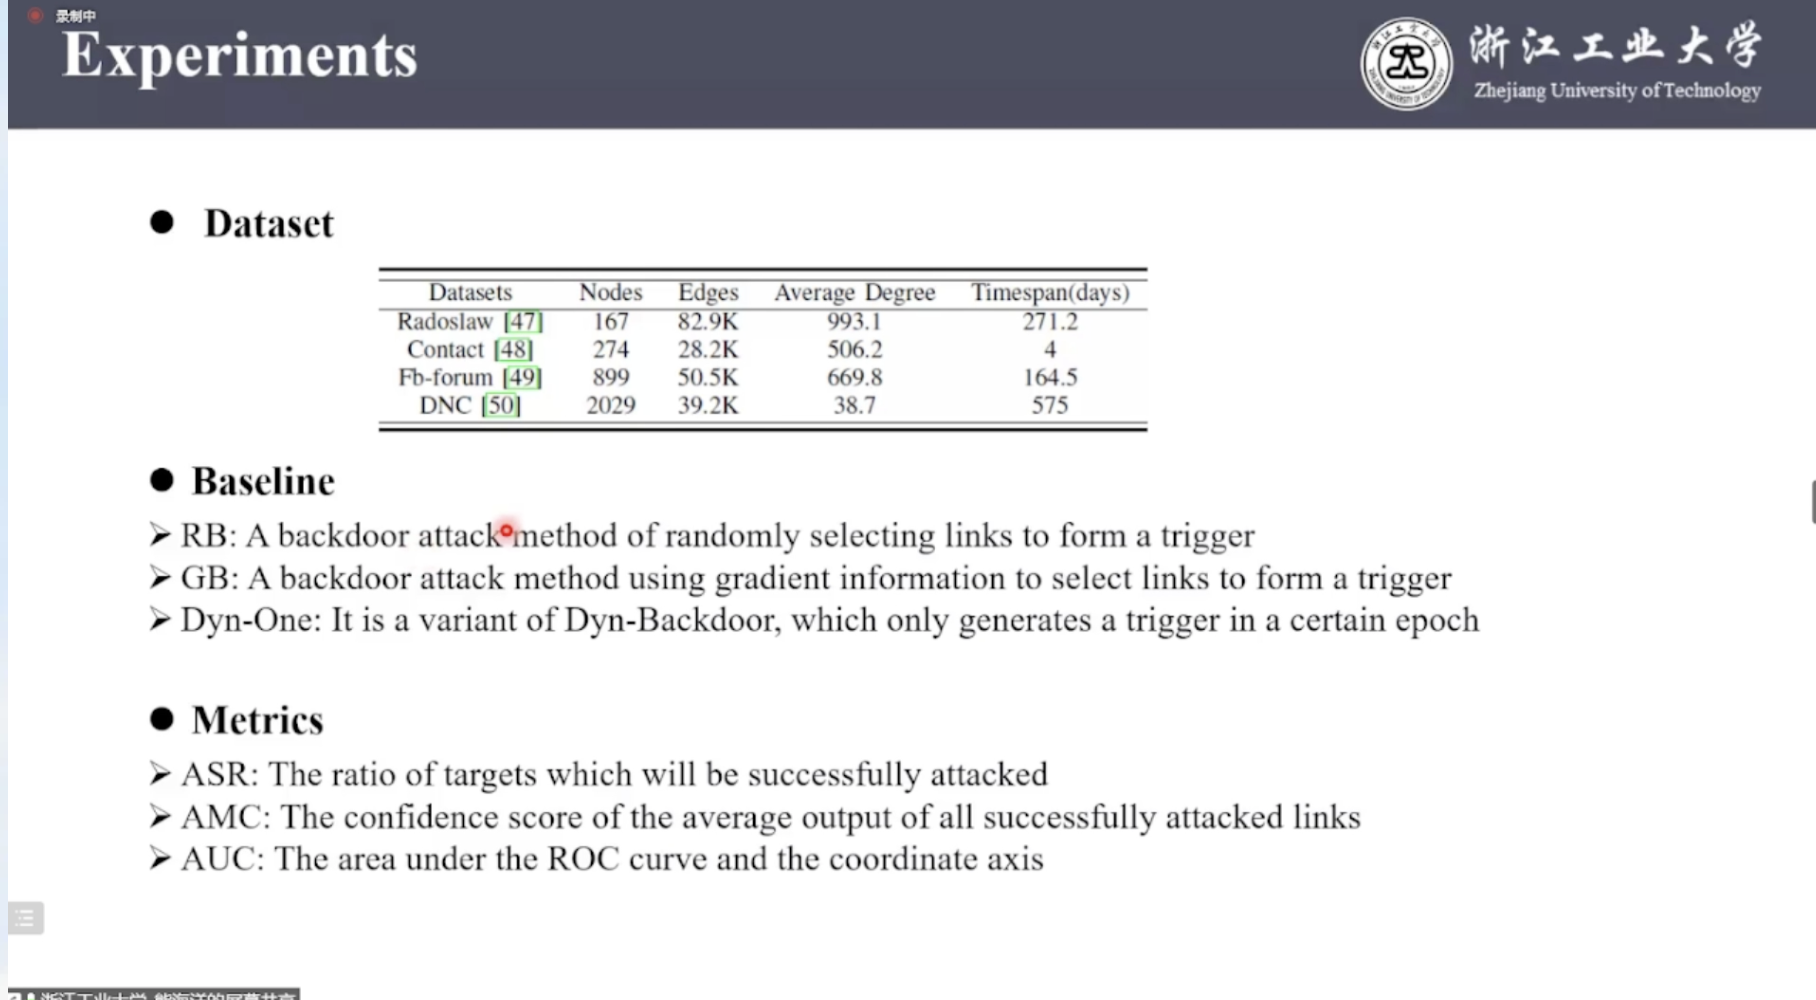 录制中
Experiments
浙江工业大学
Zhejiang University of Technology
● Dataset
Datasets Nodes Edges Average Degree Timespan(days)
Radoslaw [47] 167 82.9K 993.1 271.2
Contact [48] 274 28.2K 506.2 4
Fb-forum [49] 899 50.5K 669.8 164.5
DNC [50] 2029 39.2K 38.7 575
● Baseline
➢ RB: A backdoor attack method of randomly selecting links to form a trigger
➢ GB: A backdoor attack method using gradient information to select links to form a trigger
➢ Dyn-One: It is a variant of Dyn-Backdoor, which only generates a trigger in a certain epoch
● Metrics
➢ ASR: The ratio of targets which will be successfully attacked
➢ AMC: The confidence score of the average output of all successfully attacked links
➢ AUC: The area under the ROC curve and the coordinate axis